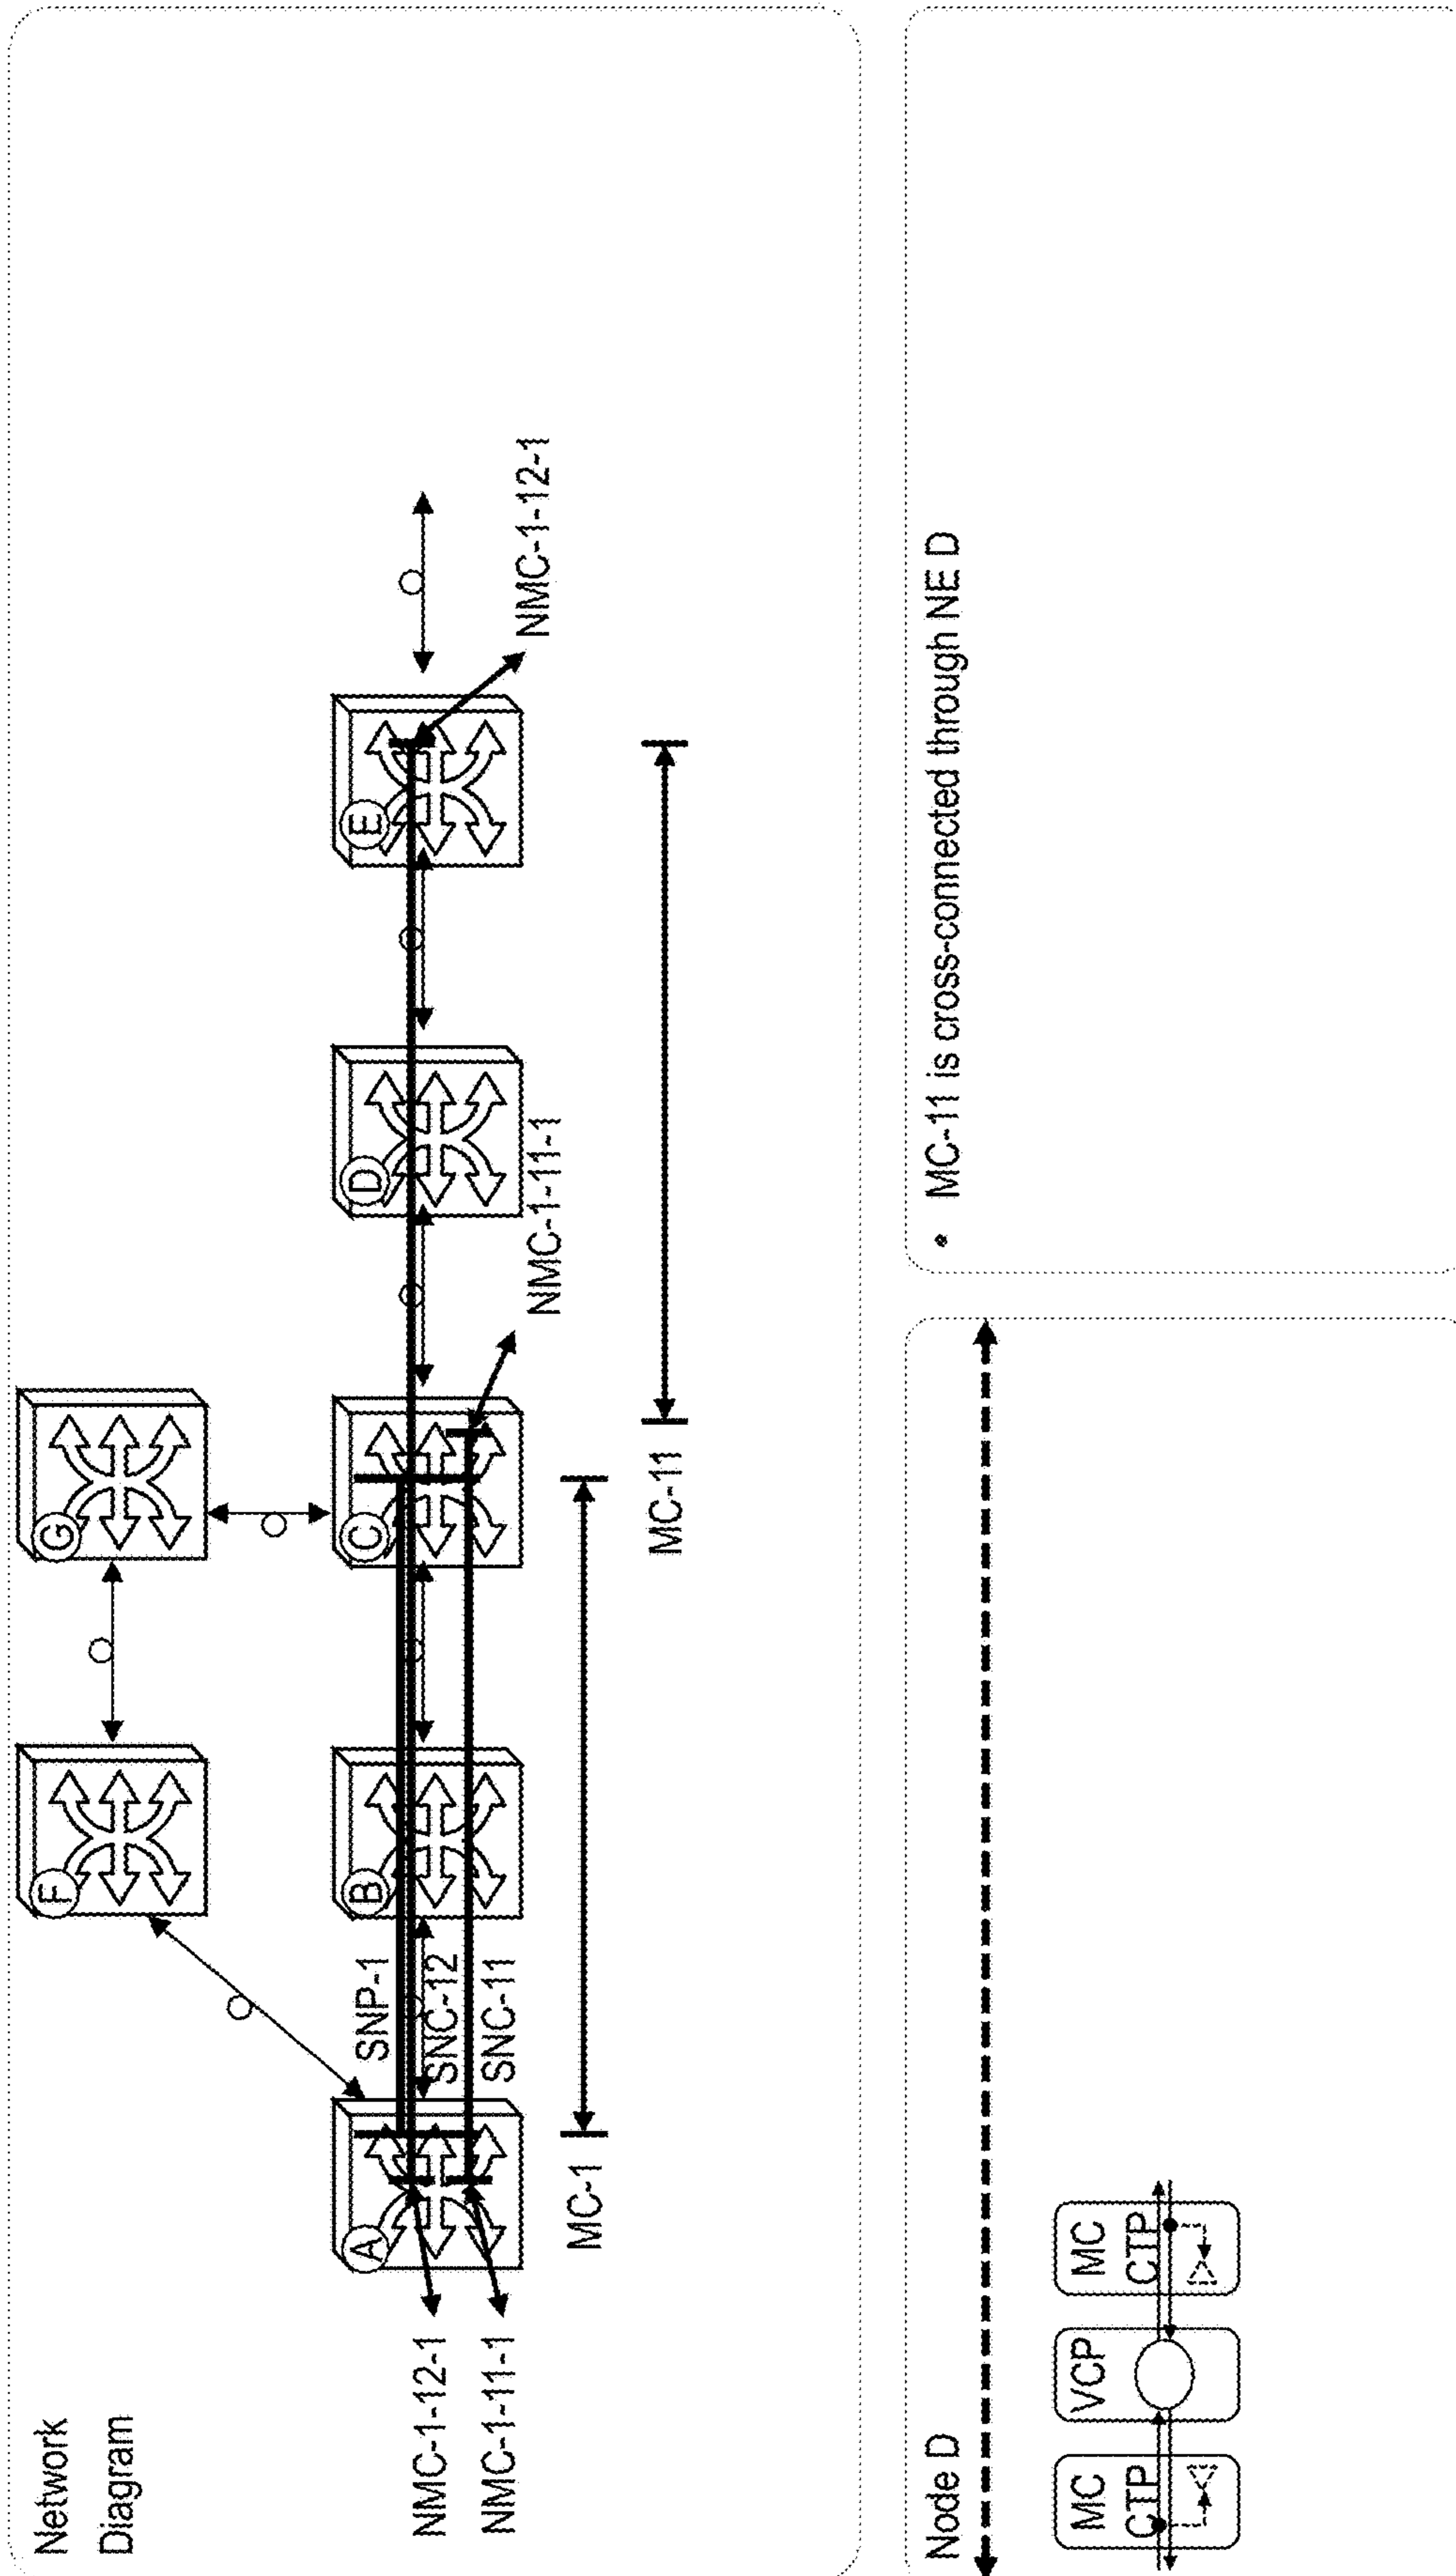 Network
Diagram
F
G
A
B
C
D
E
SNP-1
SNC-12
SNC-11
NMC-1-12-1
NMC-1-11-1
NMC-1-11-1
NMC-1-12-1
MC-1
MC-11
Node D
MC
CTP
VCP
MC
CTP
• MC-11 is cross-connected through NE D